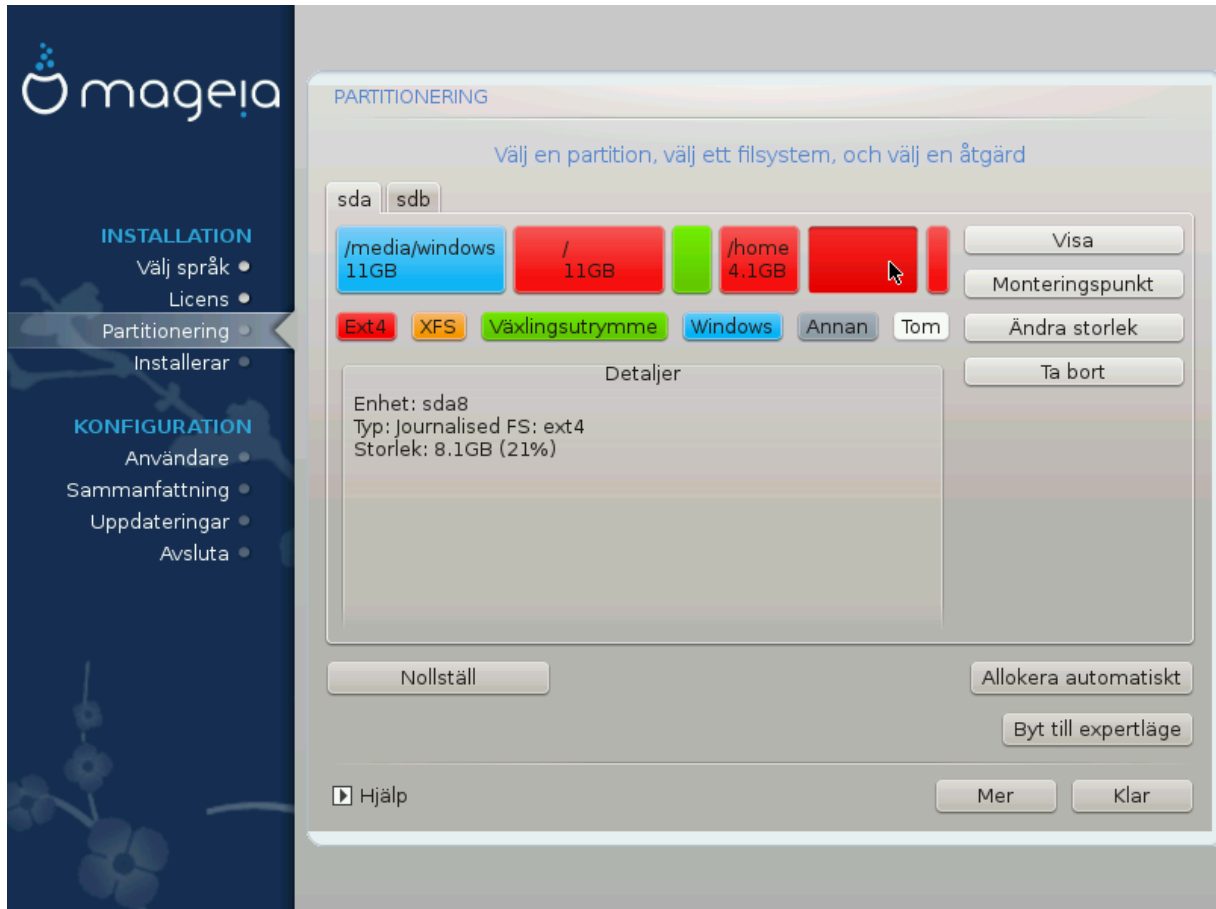 mageia
INSTALLATION
Välj språk
Licens
Partitionering
Installerar
KONFIGURATION
Användare
Sammanfattning
Uppdateringar
Avsluta
PARTITIONERING
Välj en partition, välj ett filsystem, och välj en åtgärd
sda sdb
/media/windows
11GB
/
11GB
/home
4.1GB
Ext4 XFS Växlingsutrymme Windows Annan Tom
Visa
Monteringspunkt
Ändra storlek
Ta bort
Detaljer
Enhet: sda8
Typ: Journalised FS: ext4
Storlek: 8.1GB (21%)
Nollställ
Allokera automatiskt
Byt till expertläge
Hjälp
Mer
Klar